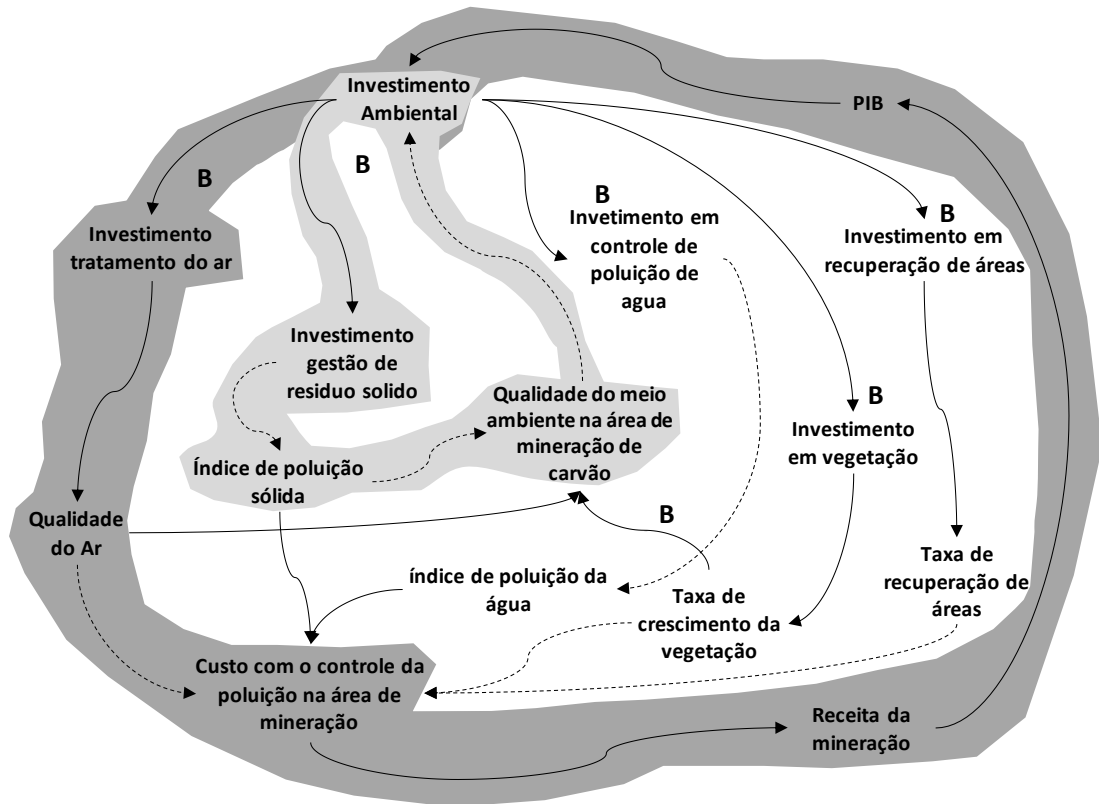 Investimento
Ambiental
PIB
B
B
B
B
Investimento
tratamento do ar
Invetimento em
controle de
poluição de
agua
Investimento em
recuperação de áreas
Investimento
gestão de
residuo solido
Qualidade do meio
ambiente na área de
mineração de
carvão
B
Investimento
em vegetação
Índice de poluição
sólida
Qualidade
do Ar
B
Taxa de
recuperação de
áreas
índice de poluição da
água
Taxa de
crescimento da
vegetação
Custo com o controle da
poluição na área de
mineração
Receita da
mineração